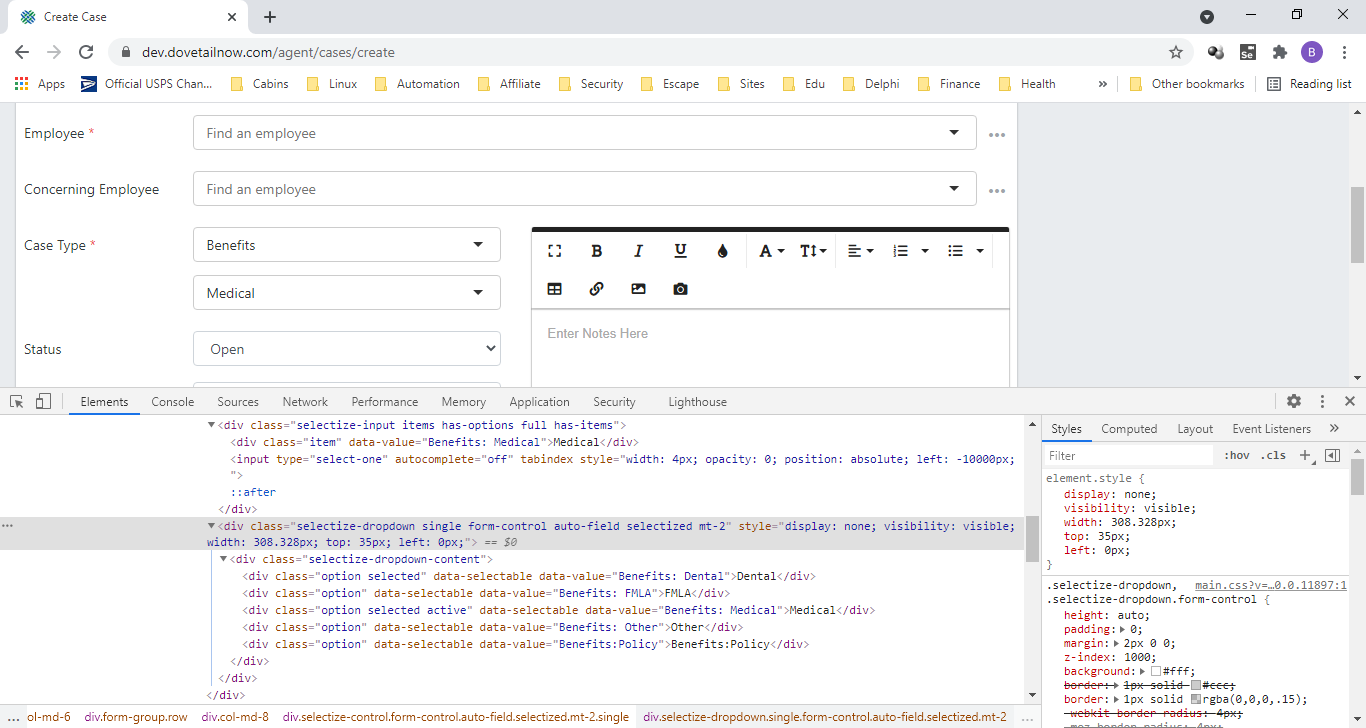 Create Case
dev.dovetailnow.com/agent/cases/create
Se
B
Apps Official USPS Chan... Cabins Linux Automation Affiliate Security Escape Sites Edu Delphi Finance Health » Other bookmarks Reading list
Employee *
Find an employee
Concerning Employee
Find an employee
Case Type *
Benefits
Medical
Status
Open
B I U A T
Enter Notes Here
Elements Console Sources Network Performance Memory Application Security Lighthouse
<div class="selectize-input items has-options full has-items">
<div class="item" data-value="Benefits: Medical">Medical</div>
<input type="select-one" autocomplete="off" tabindex style="width: 4px; opacity: 0; position: absolute; left: -10000px;
">
::after
</div>
<div class="selectize-dropdown single form-control auto-field selectized mt-2" style="display: none; visibility: visible;
width: 308.328px; top: 35px; left: 0px;"> == $0
<div class="selectize-dropdown-content">
<div class="option selected" data-selectable data-value="Benefits: Dental">Dental</div>
<div class="option" data-selectable data-value="Benefits: FMLA">FMLA</div>
<div class="option selected active" data-selectable data-value="Benefits: Medical">Medical</div>
<div class="option" data-selectable data-value="Benefits: Other">Other</div>
<div class="option" data-selectable data-value="Benefits:Policy">Benefits:Policy</div>
</div>
</div>
</div>
... ol-md-6 div.form-group.row div.col-md-8 div.selectize-control.form-control.auto-field.selectized.mt-2.single div.selectize-dropdown.single.form-control.auto-field.selectized.mt-2 ...
Styles Computed Layout Event Listeners »
Filter :hov .cls +
element.style {
display: none;
visibility: visible;
width: 308.328px;
top: 35px;
left: 0px;
}
.selectize-dropdown, main.css?v=…0.0.11897:1
.selectize-dropdown.form-control {
height: auto;
padding: 0;
margin: 2px 0 0;
z-index: 1000;
background: #fff;
border: 1px solid #ccc;
border: 1px solid rgba(0,0,0,.15);
-webkit-border-radius: 4px;
-moz-border-radius: 4px;